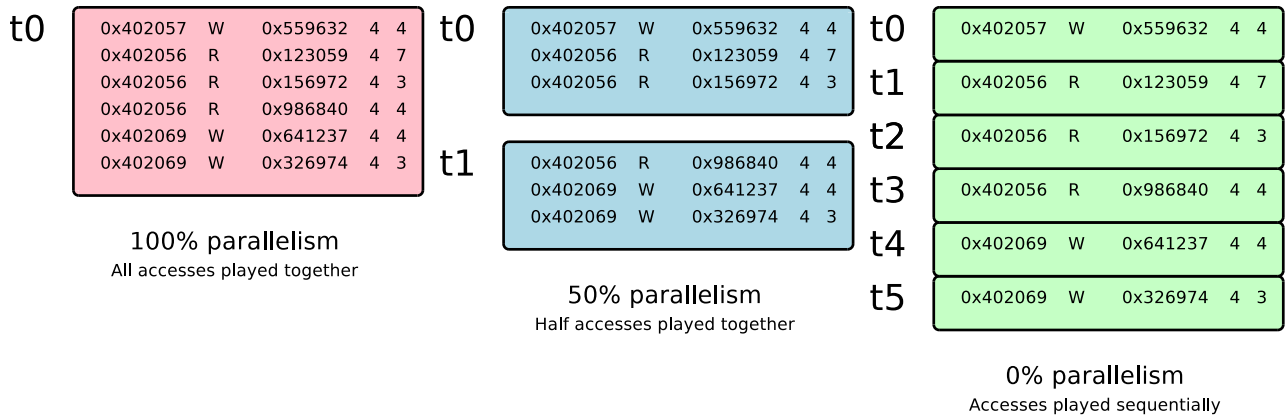 t0
0x402057 W 0x559632 4 4
0x402056 R 0x123059 4 7
0x402056 R 0x156972 4 3
0x402056 R 0x986840 4 4
0x402069 W 0x641237 4 4
0x402069 W 0x326974 4 3
100% parallelism
All accesses played together
t0
0x402057 W 0x559632 4 4
0x402056 R 0x123059 4 7
0x402056 R 0x156972 4 3
t1
0x402056 R 0x986840 4 4
0x402069 W 0x641237 4 4
0x402069 W 0x326974 4 3
50% parallelism
Half accesses played together
t0 0x402057 W 0x559632 4 4
t1 0x402056 R 0x123059 4 7
t2 0x402056 R 0x156972 4 3
t3 0x402056 R 0x986840 4 4
t4 0x402069 W 0x641237 4 4
t5 0x402069 W 0x326974 4 3
0% parallelism
Accesses played sequentially